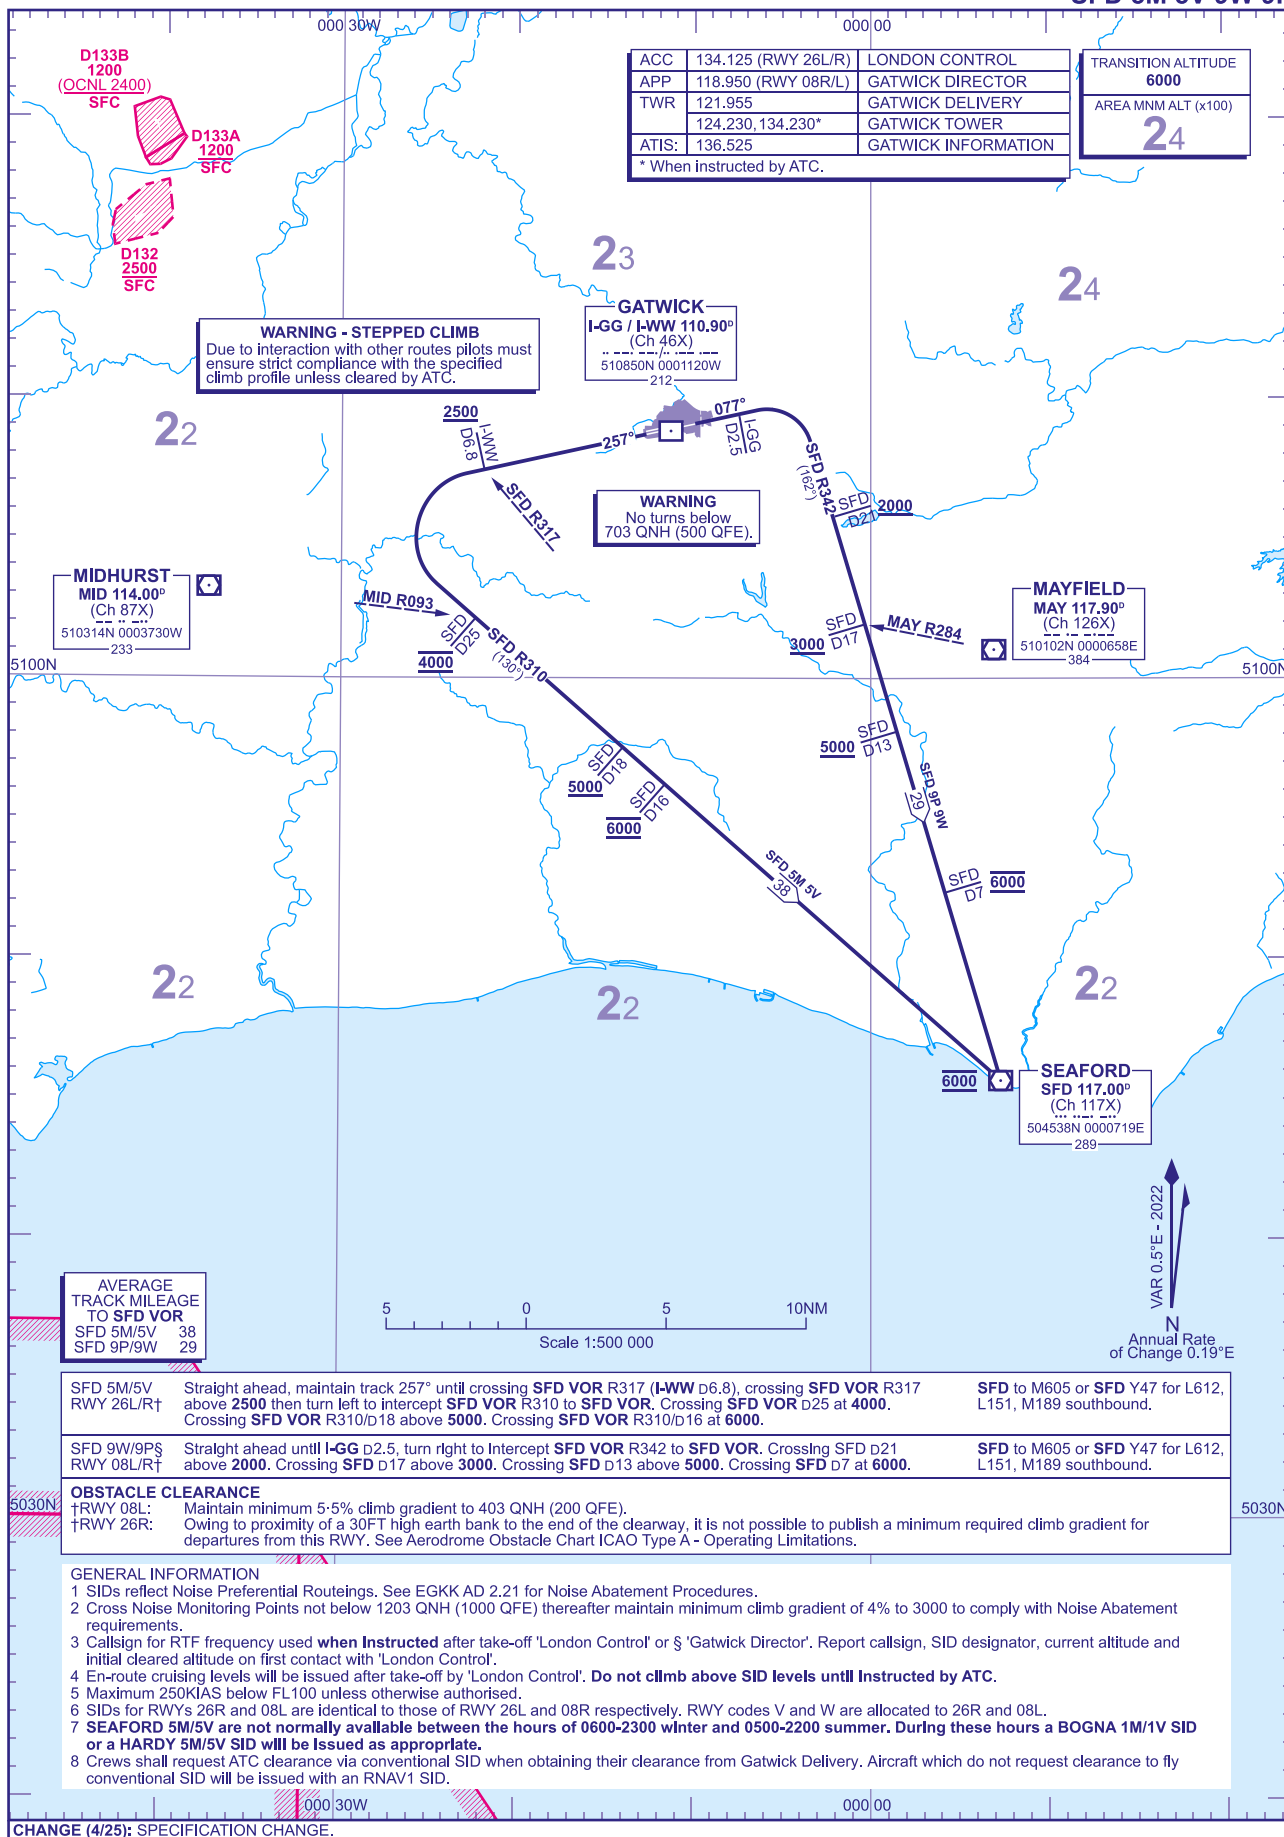 000 30W
000 00
D133B
1200
(OCNL 2400)
SFC
D133A
1200
SFC
D132
2500
SFC
ACC 134.125 (RWY 26L/R) LONDON CONTROL
APP 118.950 (RWY 08R/L) GATWICK DIRECTOR
TWR 121.955 GATWICK DELIVERY
124.230, 134.230* GATWICK TOWER
ATIS: 136.525 GATWICK INFORMATION
* When instructed by ATC.
TRANSITION ALTITUDE
6000
AREA MNM ALT (x100)
24
23
24
WARNING - STEPPED CLIMB
Due to interaction with other routes pilots must
ensure strict compliance with the specified
climb profile unless cleared by ATC.
GATWICK
I-GG / I-WW 110.90D
(Ch 46X)
510850N 0001120W
212
22
2500
I-WW
D6.8
257°
077°
I-GG
D2.5
SFD R317
SFD R342
(162°)
SFD
D21
2000
WARNING
No turns below
703 QNH (500 QFE).
MIDHURST
MID 114.00D
(Ch 87X)
510314N 0003730W
233
MID R093
SFD
D25
4000
SFD R310
(130°)
SFD
D17
3000
MAY R284
MAYFIELD
MAY 117.90D
(Ch 126X)
510102N 0000658E
384
5100N
5100N
SFD
D18
5000
SFD
D16
6000
SFD
D13
5000
SFD 9P 9W
29
SFD 5M 5V
38
SFD
D7
6000
22
22
22
6000
SEAFORD
SFD 117.00D
(Ch 117X)
504538N 0000719E
289
VAR 0.5°E - 2022
N
Annual Rate
of Change 0.19°E
AVERAGE
TRACK MILEAGE
TO SFD VOR
SFD 5M/5V 38
SFD 9P/9W 29
5 0 5 10NM
Scale 1:500 000
SFD 5M/5V Straight ahead, maintain track 257° until crossing SFD VOR R317 (I-WW D6.8), crossing SFD VOR R317 SFD to M605 or SFD Y47 for L612,
RWY 26L/R† above 2500 then turn left to intercept SFD VOR R310 to SFD VOR. Crossing SFD VOR D25 at 4000. L151, M189 southbound.
Crossing SFD VOR R310/D18 above 5000. Crossing SFD VOR R310/D16 at 6000.
SFD 9W/9P§ Straight ahead until I-GG D2.5, turn right to Intercept SFD VOR R342 to SFD VOR. Crossing SFD D21 SFD to M605 or SFD Y47 for L612,
RWY 08L/R† above 2000. Crossing SFD D17 above 3000. Crossing SFD D13 above 5000. Crossing SFD D7 at 6000. L151, M189 southbound.
OBSTACLE CLEARANCE
5030N
5030N
†RWY 08L: Maintain minimum 5·5% climb gradient to 403 QNH (200 QFE).
†RWY 26R: Owing to proximity of a 30FT high earth bank to the end of the clearway, it is not possible to publish a minimum required climb gradient for
departures from this RWY. See Aerodrome Obstacle Chart ICAO Type A - Operating Limitations.
GENERAL INFORMATION
1 SIDs reflect Noise Preferential Routeings. See EGKK AD 2.21 for Noise Abatement Procedures.
2 Cross Noise Monitoring Points not below 1203 QNH (1000 QFE) thereafter maintain minimum climb gradient of 4% to 3000 to comply with Noise Abatement
requirements.
3 Callsign for RTF frequency used when Instructed after take-off 'London Control' or § 'Gatwick Director'. Report callsign, SID designator, current altitude and
initial cleared altitude on first contact with 'London Control'.
4 En-route cruising levels will be issued after take-off by 'London Control'. Do not climb above SID levels until Instructed by ATC.
5 Maximum 250KIAS below FL100 unless otherwise authorised.
6 SIDs for RWYs 26R and 08L are identical to those of RWY 26L and 08R respectively. RWY codes V and W are allocated to 26R and 08L.
7 SEAFORD 5M/5V are not normally available between the hours of 0600-2300 winter and 0500-2200 summer. During these hours a BOGNA 1M/1V SID
or a HARDY 5M/5V SID will be Issued as appropriate.
8 Crews shall request ATC clearance via conventional SID when obtaining their clearance from Gatwick Delivery. Aircraft which do not request clearance to fly
conventional SID will be issued with an RNAV1 SID.
000 30W
000 00
CHANGE (4/25): SPECIFICATION CHANGE.